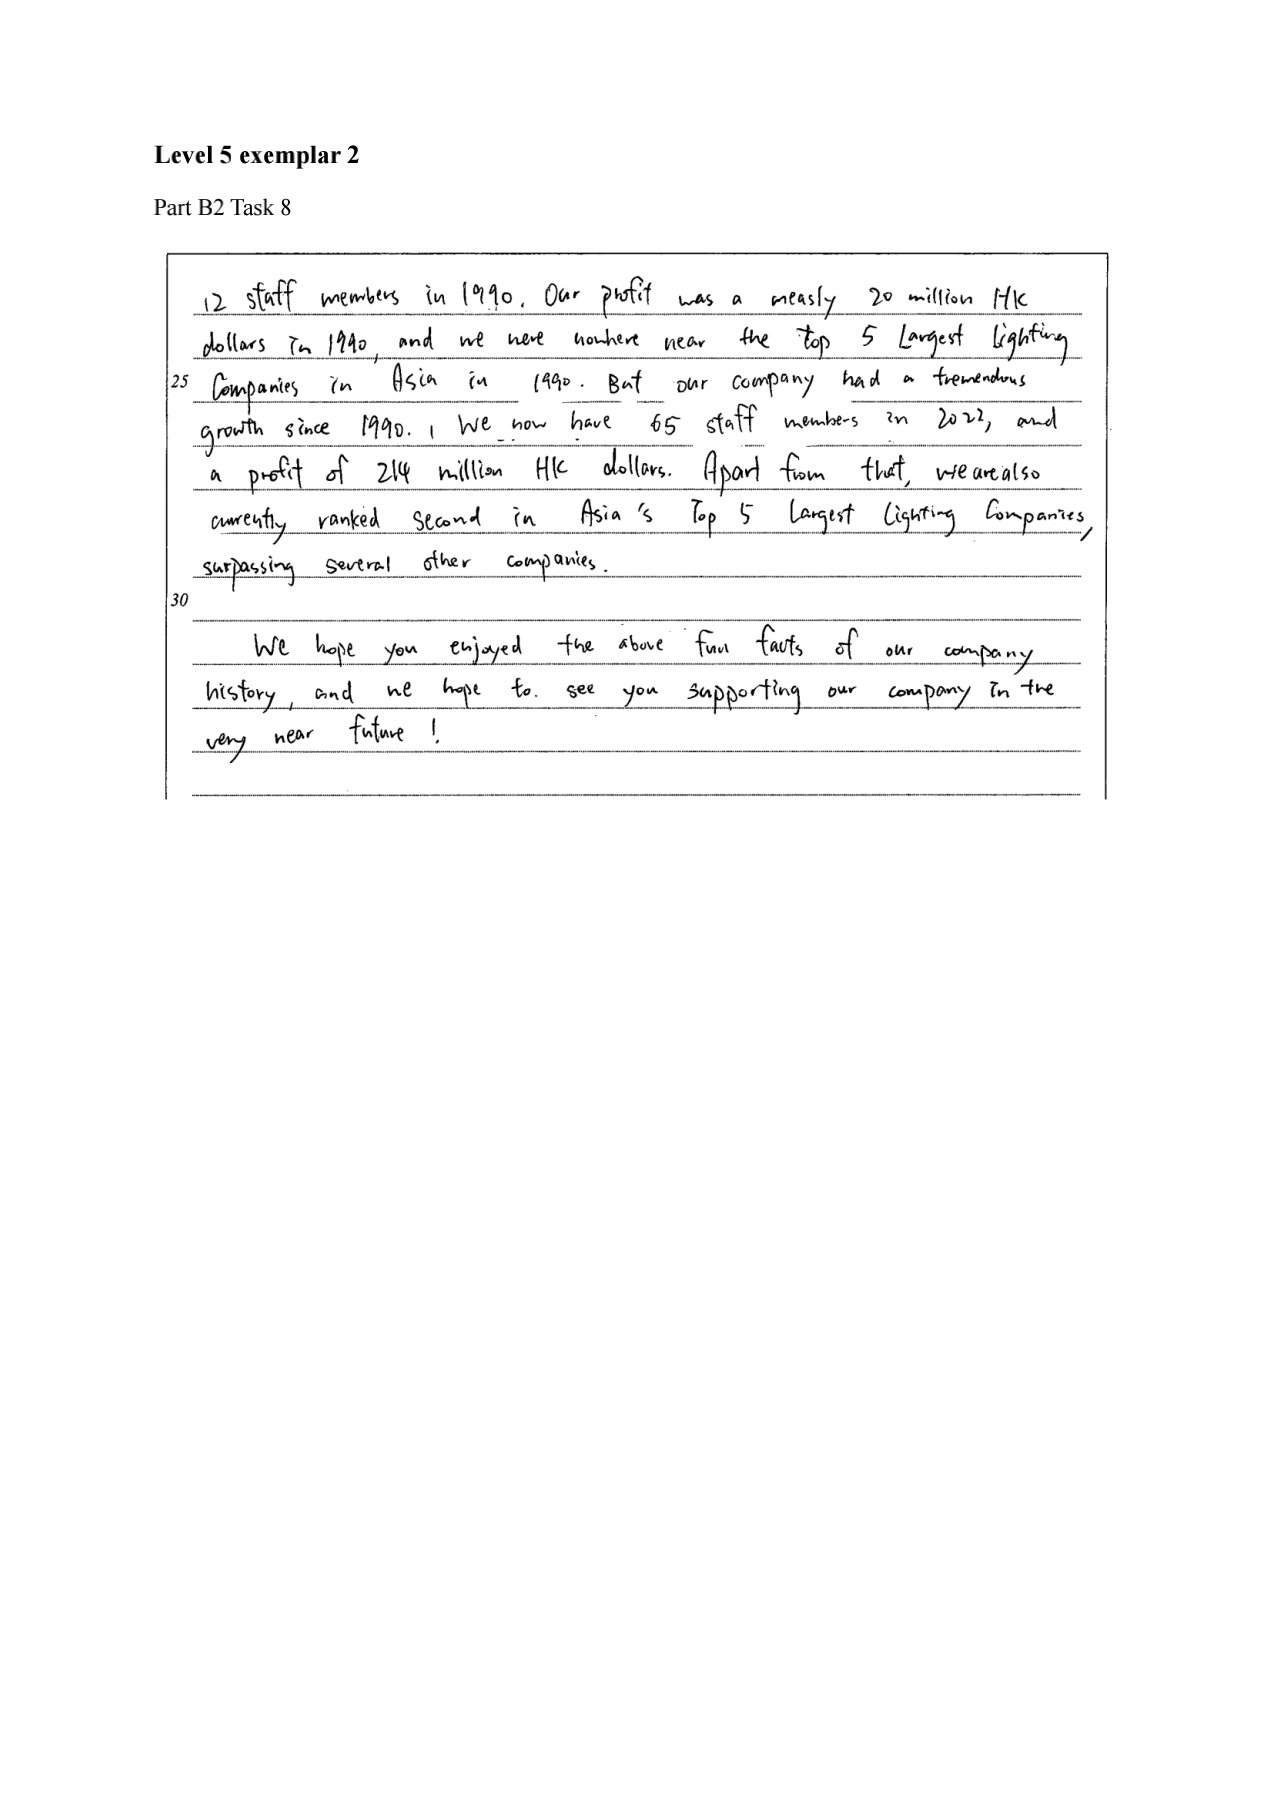 Level 5 exemplar 2
Part B2 Task 8
12 staff members in 1990. Our profit was a measly 20 million HK
dollars in 1990, and we were nowhere near the top 5 Largest Lighting
25 Companies in Asia in 1990. But our company had a tremendous
growth since 1990. We now have 65 staff members in 2022, and
a profit of 214 million HK dollars. Apart from that, we are also
currently ranked second in Asia's Top 5 Largest Lighting Companies,
surpassing several other companies.
30
We hope you enjoyed the above fun facts of our company
history, and we hope to see you supporting our company in the
very near future!